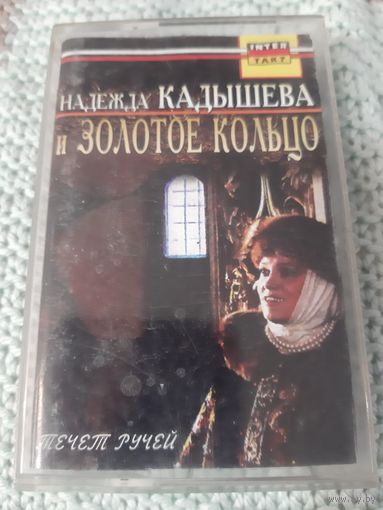 INTER
TAKT
НАДЕЖДА КАДЫШЕВА
И ЗОЛОТОЕ КОЛЬЦО
ТЕЧЕТ РУЧЕЙ